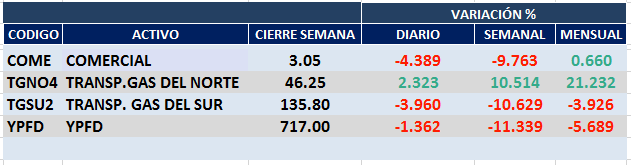 VARIACIÓN %
CODIGO ACTIVO CIERRE SEMANA DIARIO SEMANAL MENSUAL
COME COMERCIAL 3.05 -4.389 -9.763 0.660
TGNO4 TRANSP.GAS DEL NORTE 46.25 2.323 10.514 21.232
TGSU2 TRANSP. GAS DEL SUR 135.80 -3.960 -10.629 -3.926
YPFD YPFD 717.00 -1.362 -11.339 -5.689